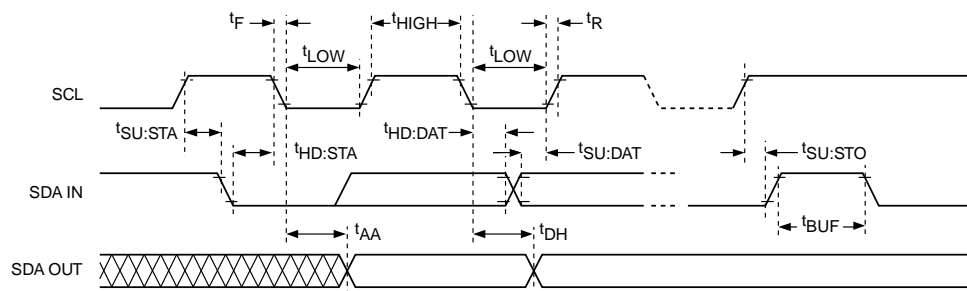 tF
tHIGH
tR
tLOW
tLOW
SCL
tSU:STA
tHD:STA
tHD:DAT
tSU:DAT
tSU:STO
SDA IN
tAA
tDH
tBUF
SDA OUT